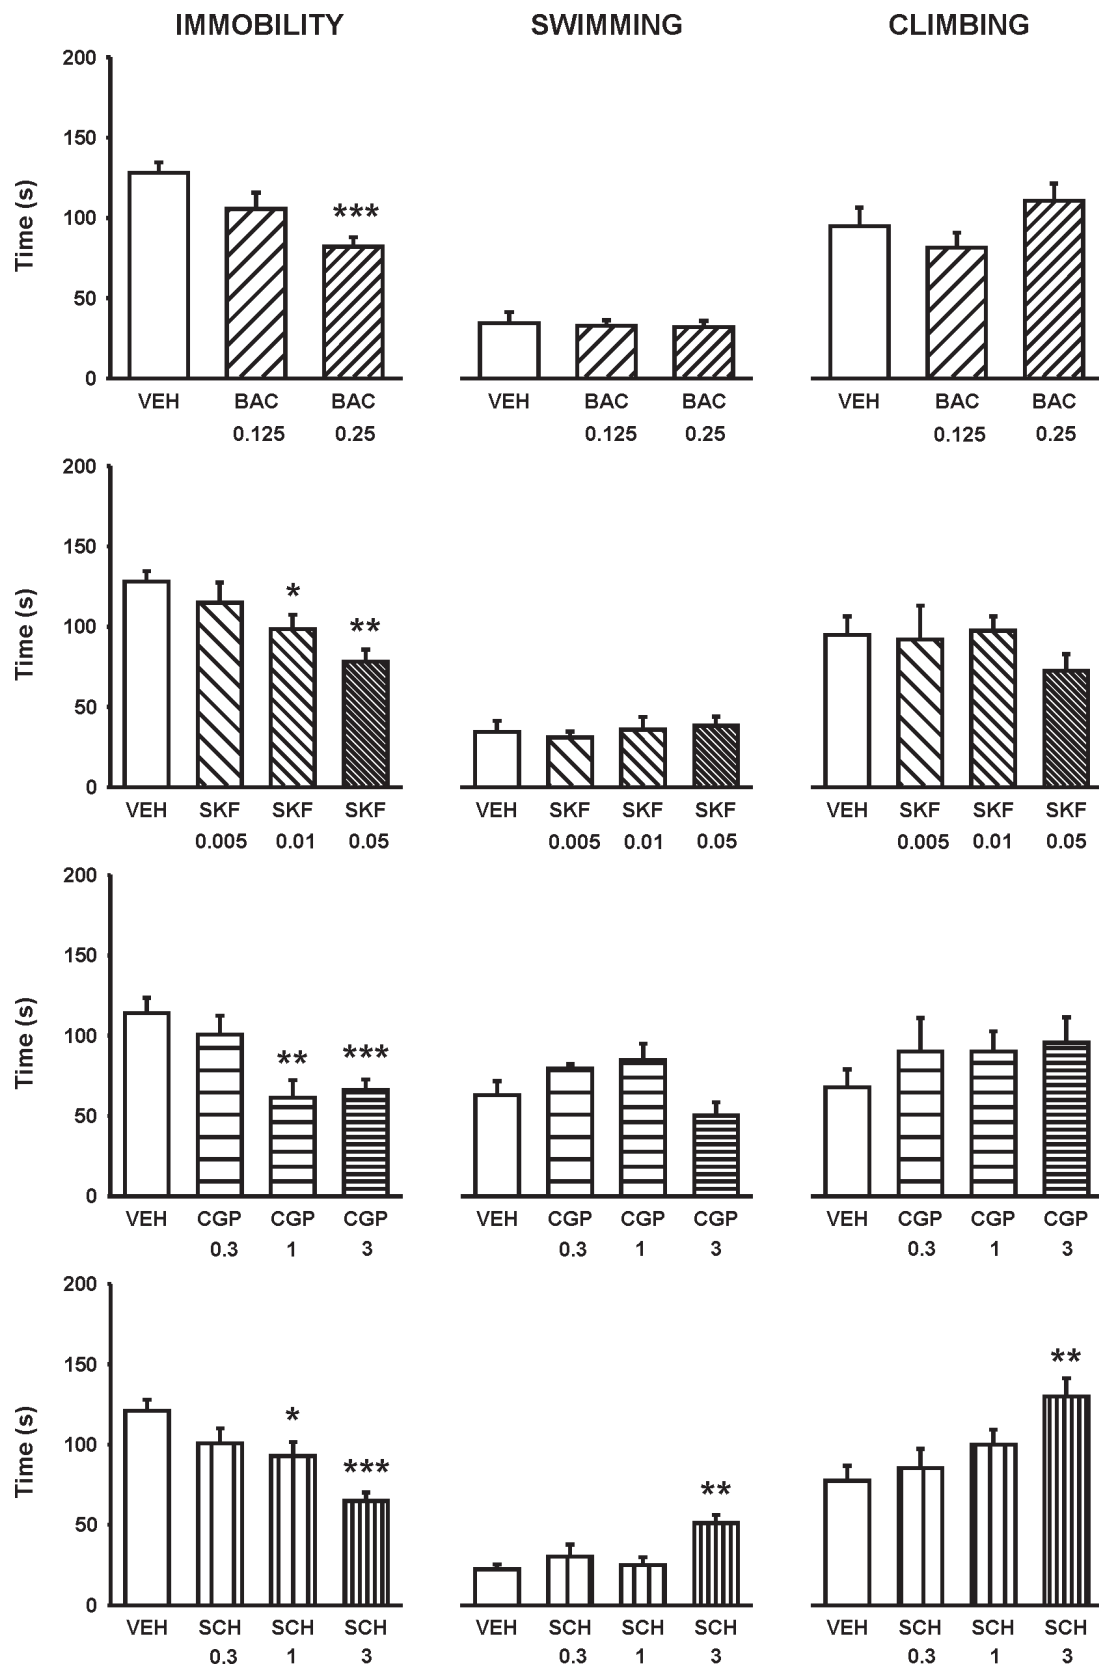 IMMOBILITY SWIMMING CLIMBING
200
150
***
100
50
0
Time (s)
VEH BAC BAC VEH BAC BAC VEH BAC BAC
0.125 0.25 0.125 0.25 0.125 0.25
200
150
*
100
**
50
0
Time (s)
VEH SKF SKF SKF VEH SKF SKF SKF VEH SKF SKF SKF
0.005 0.01 0.05 0.005 0.01 0.05 0.005 0.01 0.05
200
150
** ***
100
50
0
Time (s)
VEH CGP CGP CGP VEH CGP CGP CGP VEH CGP CGP CGP
0.3 1 3 0.3 1 3 0.3 1 3
200
150
**
*
100
*** **
50
0
Time (s)
VEH SCH SCH SCH VEH SCH SCH SCH VEH SCH SCH SCH
0.3 1 3 0.3 1 3 0.3 1 3